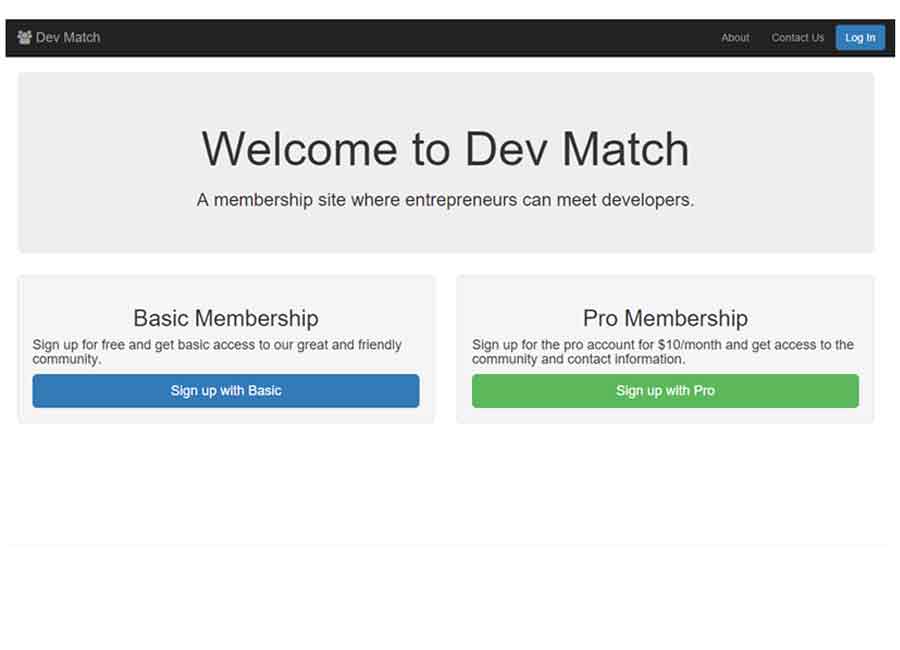 Dev Match
About
Contact Us
Log In
Welcome to Dev Match
A membership site where entrepreneurs can meet developers.
Basic Membership
Sign up for free and get basic access to our great and friendly
community.
Sign up with Basic
Pro Membership
Sign up for the pro account for $10/month and get access to the
community and contact information.
Sign up with Pro